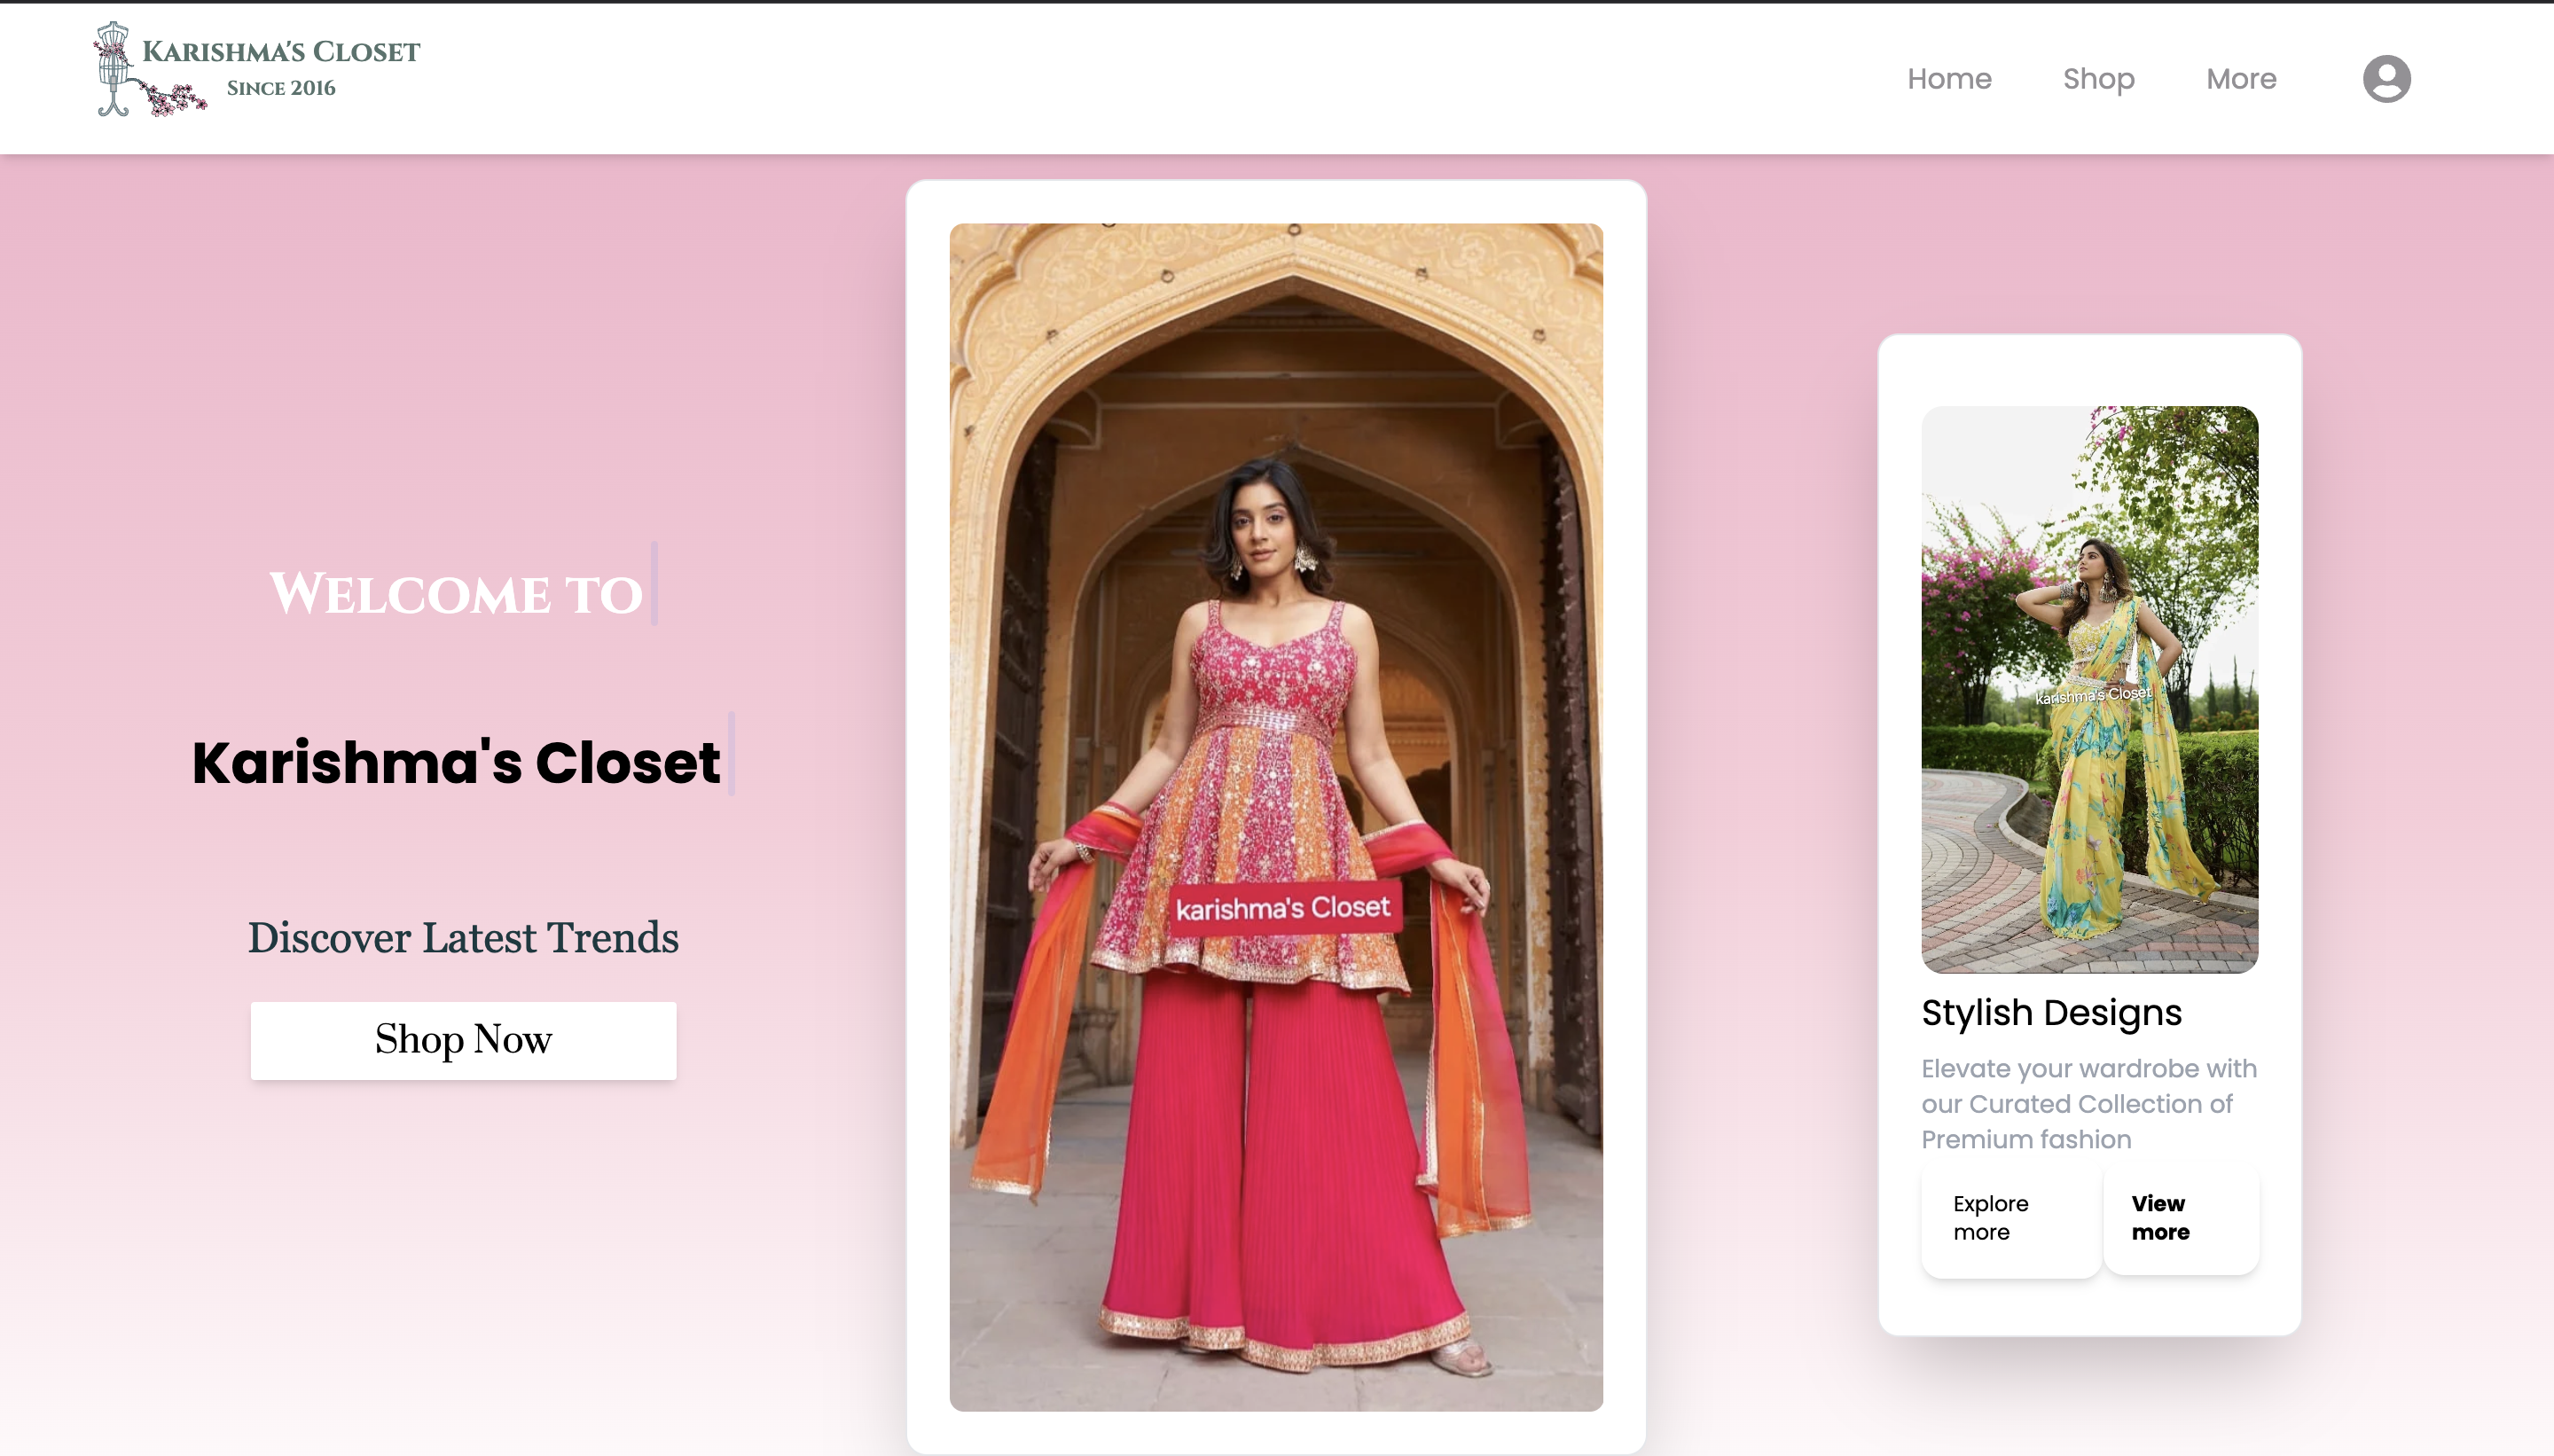 Karishma's Closet
Since 2016
Home
Shop
More
Welcome to
Karishma's Closet
Discover Latest Trends
Shop Now
karishma's Closet
karishma's Closet
Stylish Designs
Elevate your wardrobe with
our Curated Collection of
Premium fashion
Explore
more
View
more